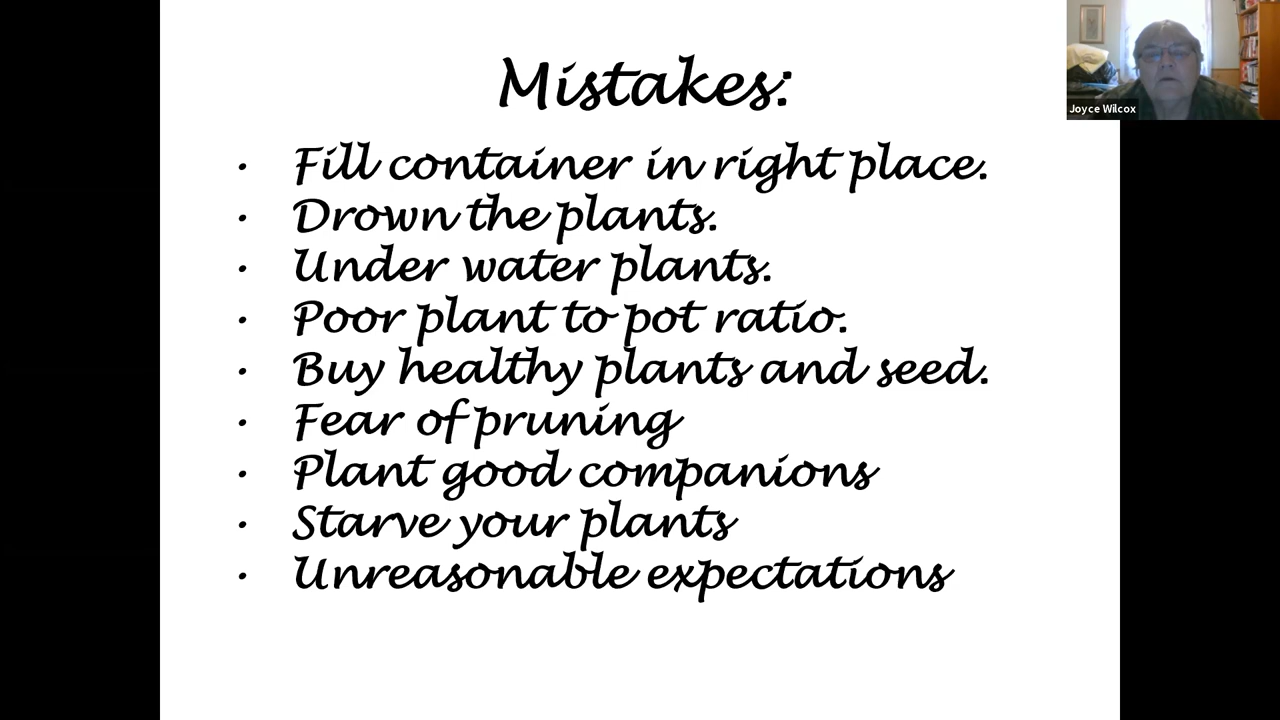 Mistakes:
• Fill container in right place.
• Drown the plants.
• Under water plants.
• Poor plant to pot ratio.
• Buy healthy plants and seed.
• Fear of pruning
• Plant good companions
• Starve your plants
• Unreasonable expectations
Joyce Wilcox